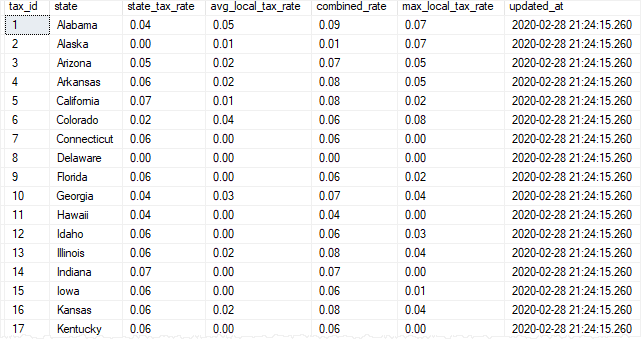 tax_id state state_tax_rate avg_local_tax_rate combined_rate max_local_tax_rate updated_at
1 Alabama 0.04 0.05 0.09 0.07 2020-02-28 21:24:15.260
2 Alaska 0.00 0.01 0.01 0.07 2020-02-28 21:24:15.260
3 Arizona 0.05 0.02 0.07 0.05 2020-02-28 21:24:15.260
4 Arkansas 0.06 0.02 0.08 0.05 2020-02-28 21:24:15.260
5 California 0.07 0.01 0.08 0.02 2020-02-28 21:24:15.260
6 Colorado 0.02 0.04 0.06 0.08 2020-02-28 21:24:15.260
7 Connecticut 0.06 0.00 0.06 0.00 2020-02-28 21:24:15.260
8 Delaware 0.00 0.00 0.00 0.00 2020-02-28 21:24:15.260
9 Florida 0.06 0.00 0.06 0.02 2020-02-28 21:24:15.260
10 Georgia 0.04 0.03 0.07 0.04 2020-02-28 21:24:15.260
11 Hawaii 0.04 0.00 0.04 0.00 2020-02-28 21:24:15.260
12 Idaho 0.06 0.00 0.06 0.03 2020-02-28 21:24:15.260
13 Illinois 0.06 0.02 0.08 0.04 2020-02-28 21:24:15.260
14 Indiana 0.07 0.00 0.07 0.00 2020-02-28 21:24:15.260
15 Iowa 0.06 0.00 0.06 0.01 2020-02-28 21:24:15.260
16 Kansas 0.06 0.02 0.08 0.04 2020-02-28 21:24:15.260
17 Kentucky 0.06 0.00 0.06 0.00 2020-02-28 21:24:15.260